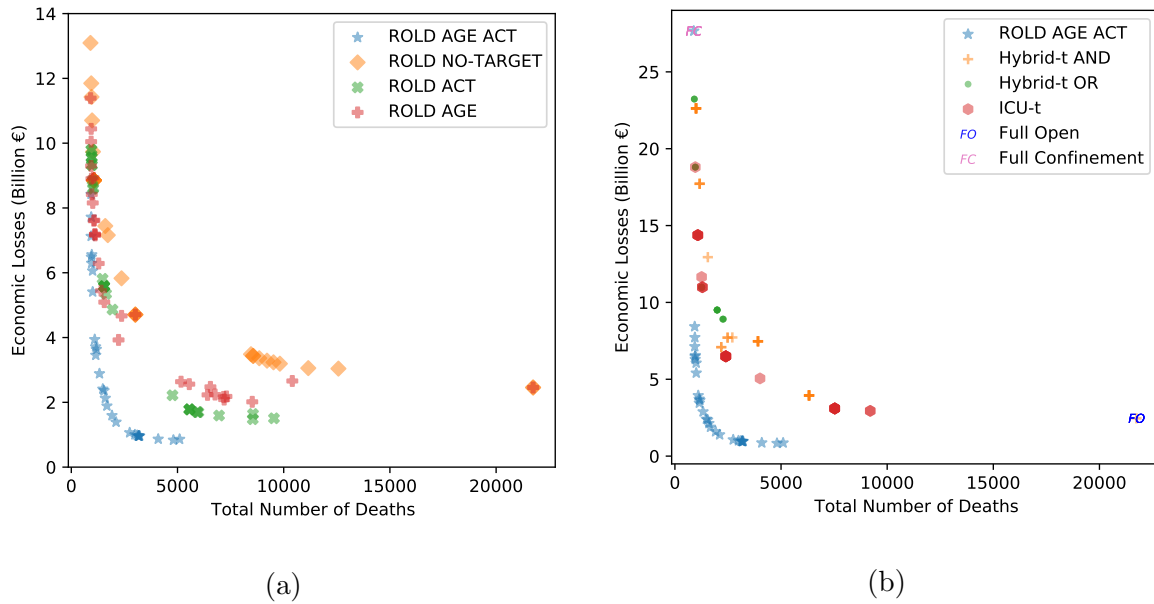 14
12
10
8
6
4
2
0
Economic Losses (Billion €)
0 5000 10000 15000 20000
Total Number of Deaths
ROLD AGE ACT
ROLD NO-TARGET
ROLD ACT
ROLD AGE
(a)
25
20
15
10
5
0
Economic Losses (Billion €)
0 5000 10000 15000 20000
Total Number of Deaths
FC
FO
ROLD AGE ACT
Hybrid-t AND
Hybrid-t OR
ICU-t
FO Full Open
FC Full Confinement
(b)